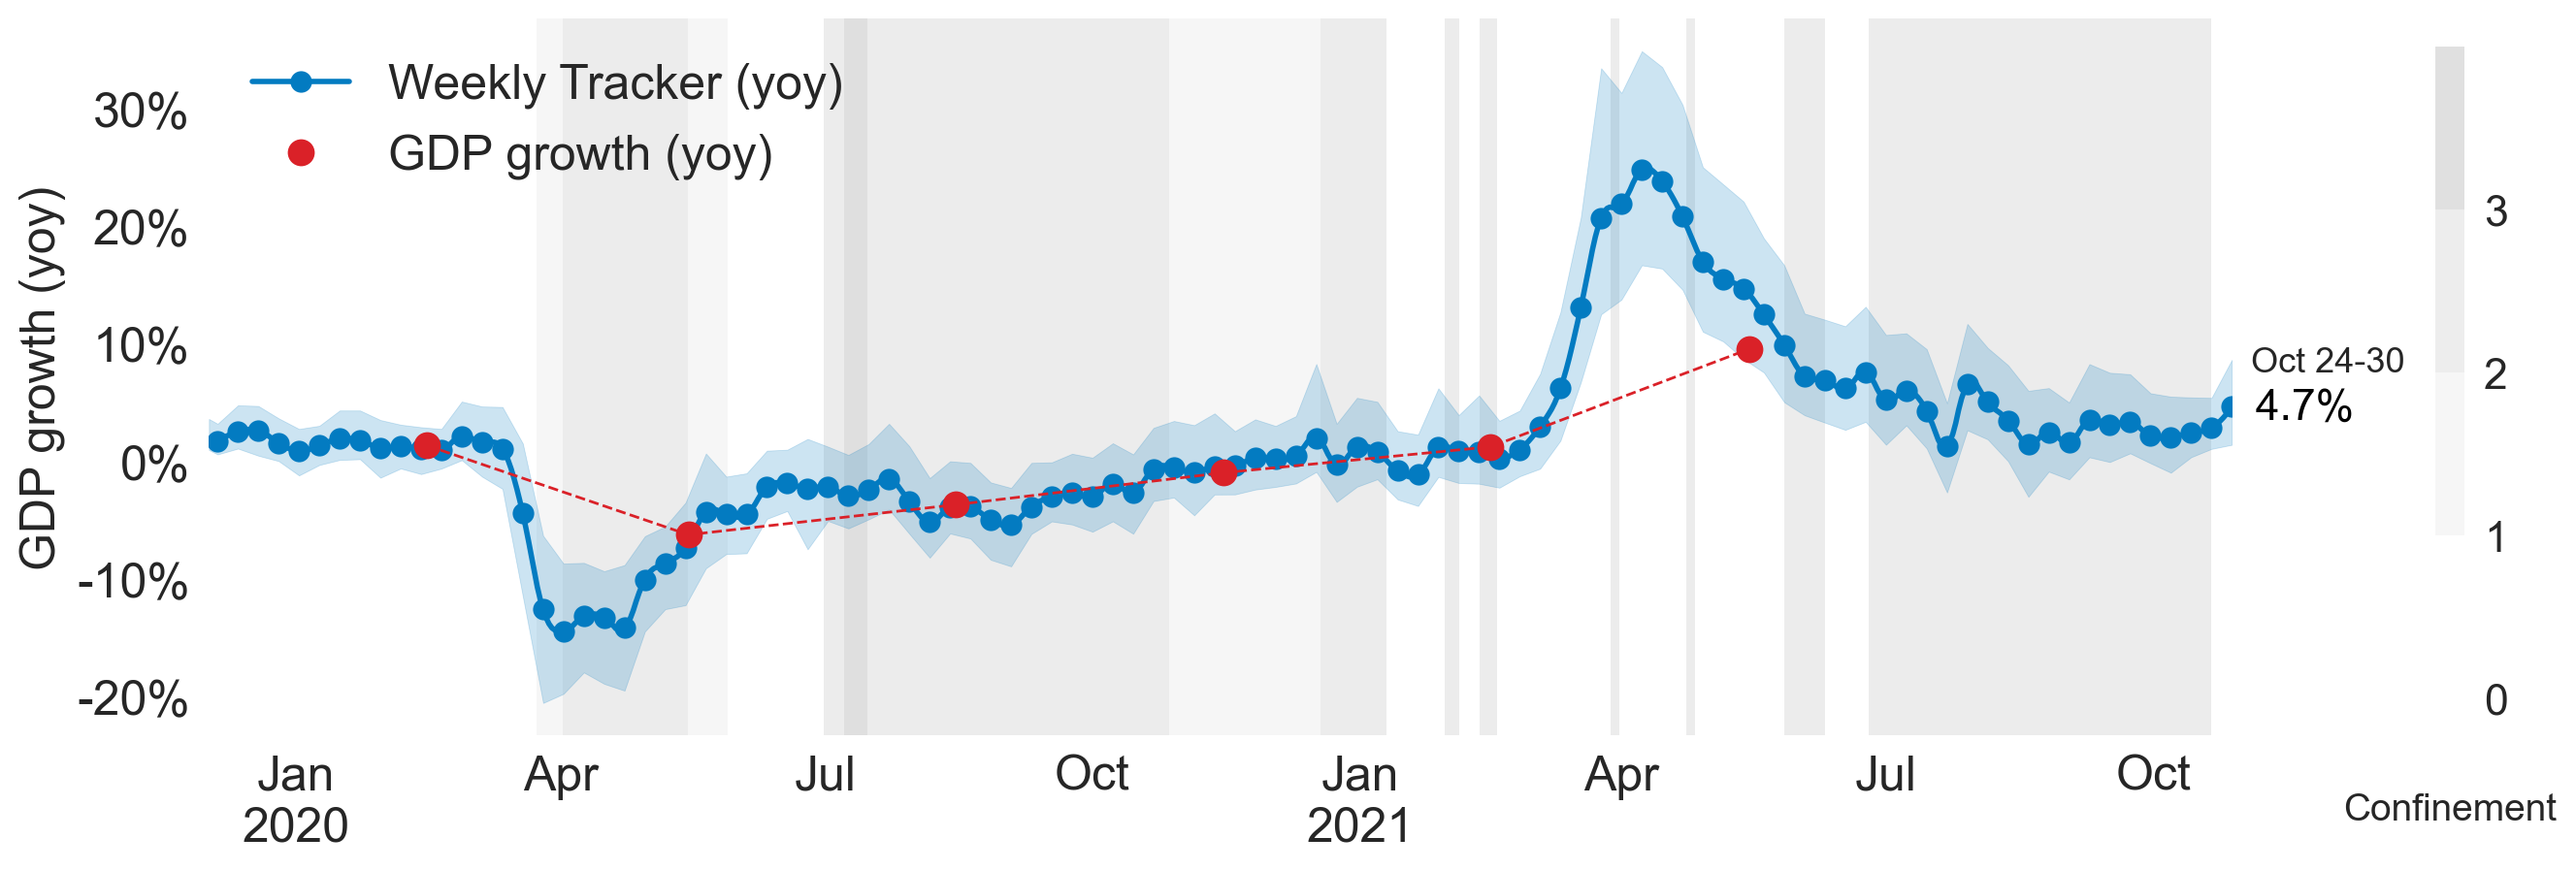 Weekly Tracker (yoy)
GDP growth (yoy)
GDP growth (yoy)
30%
20%
10%
0%
-10%
-20%
Jan
2020
Apr
Jul
Oct
Jan
2021
Apr
Jul
Oct
Oct 24-30
4.7%
3
2
1
0
Confinement